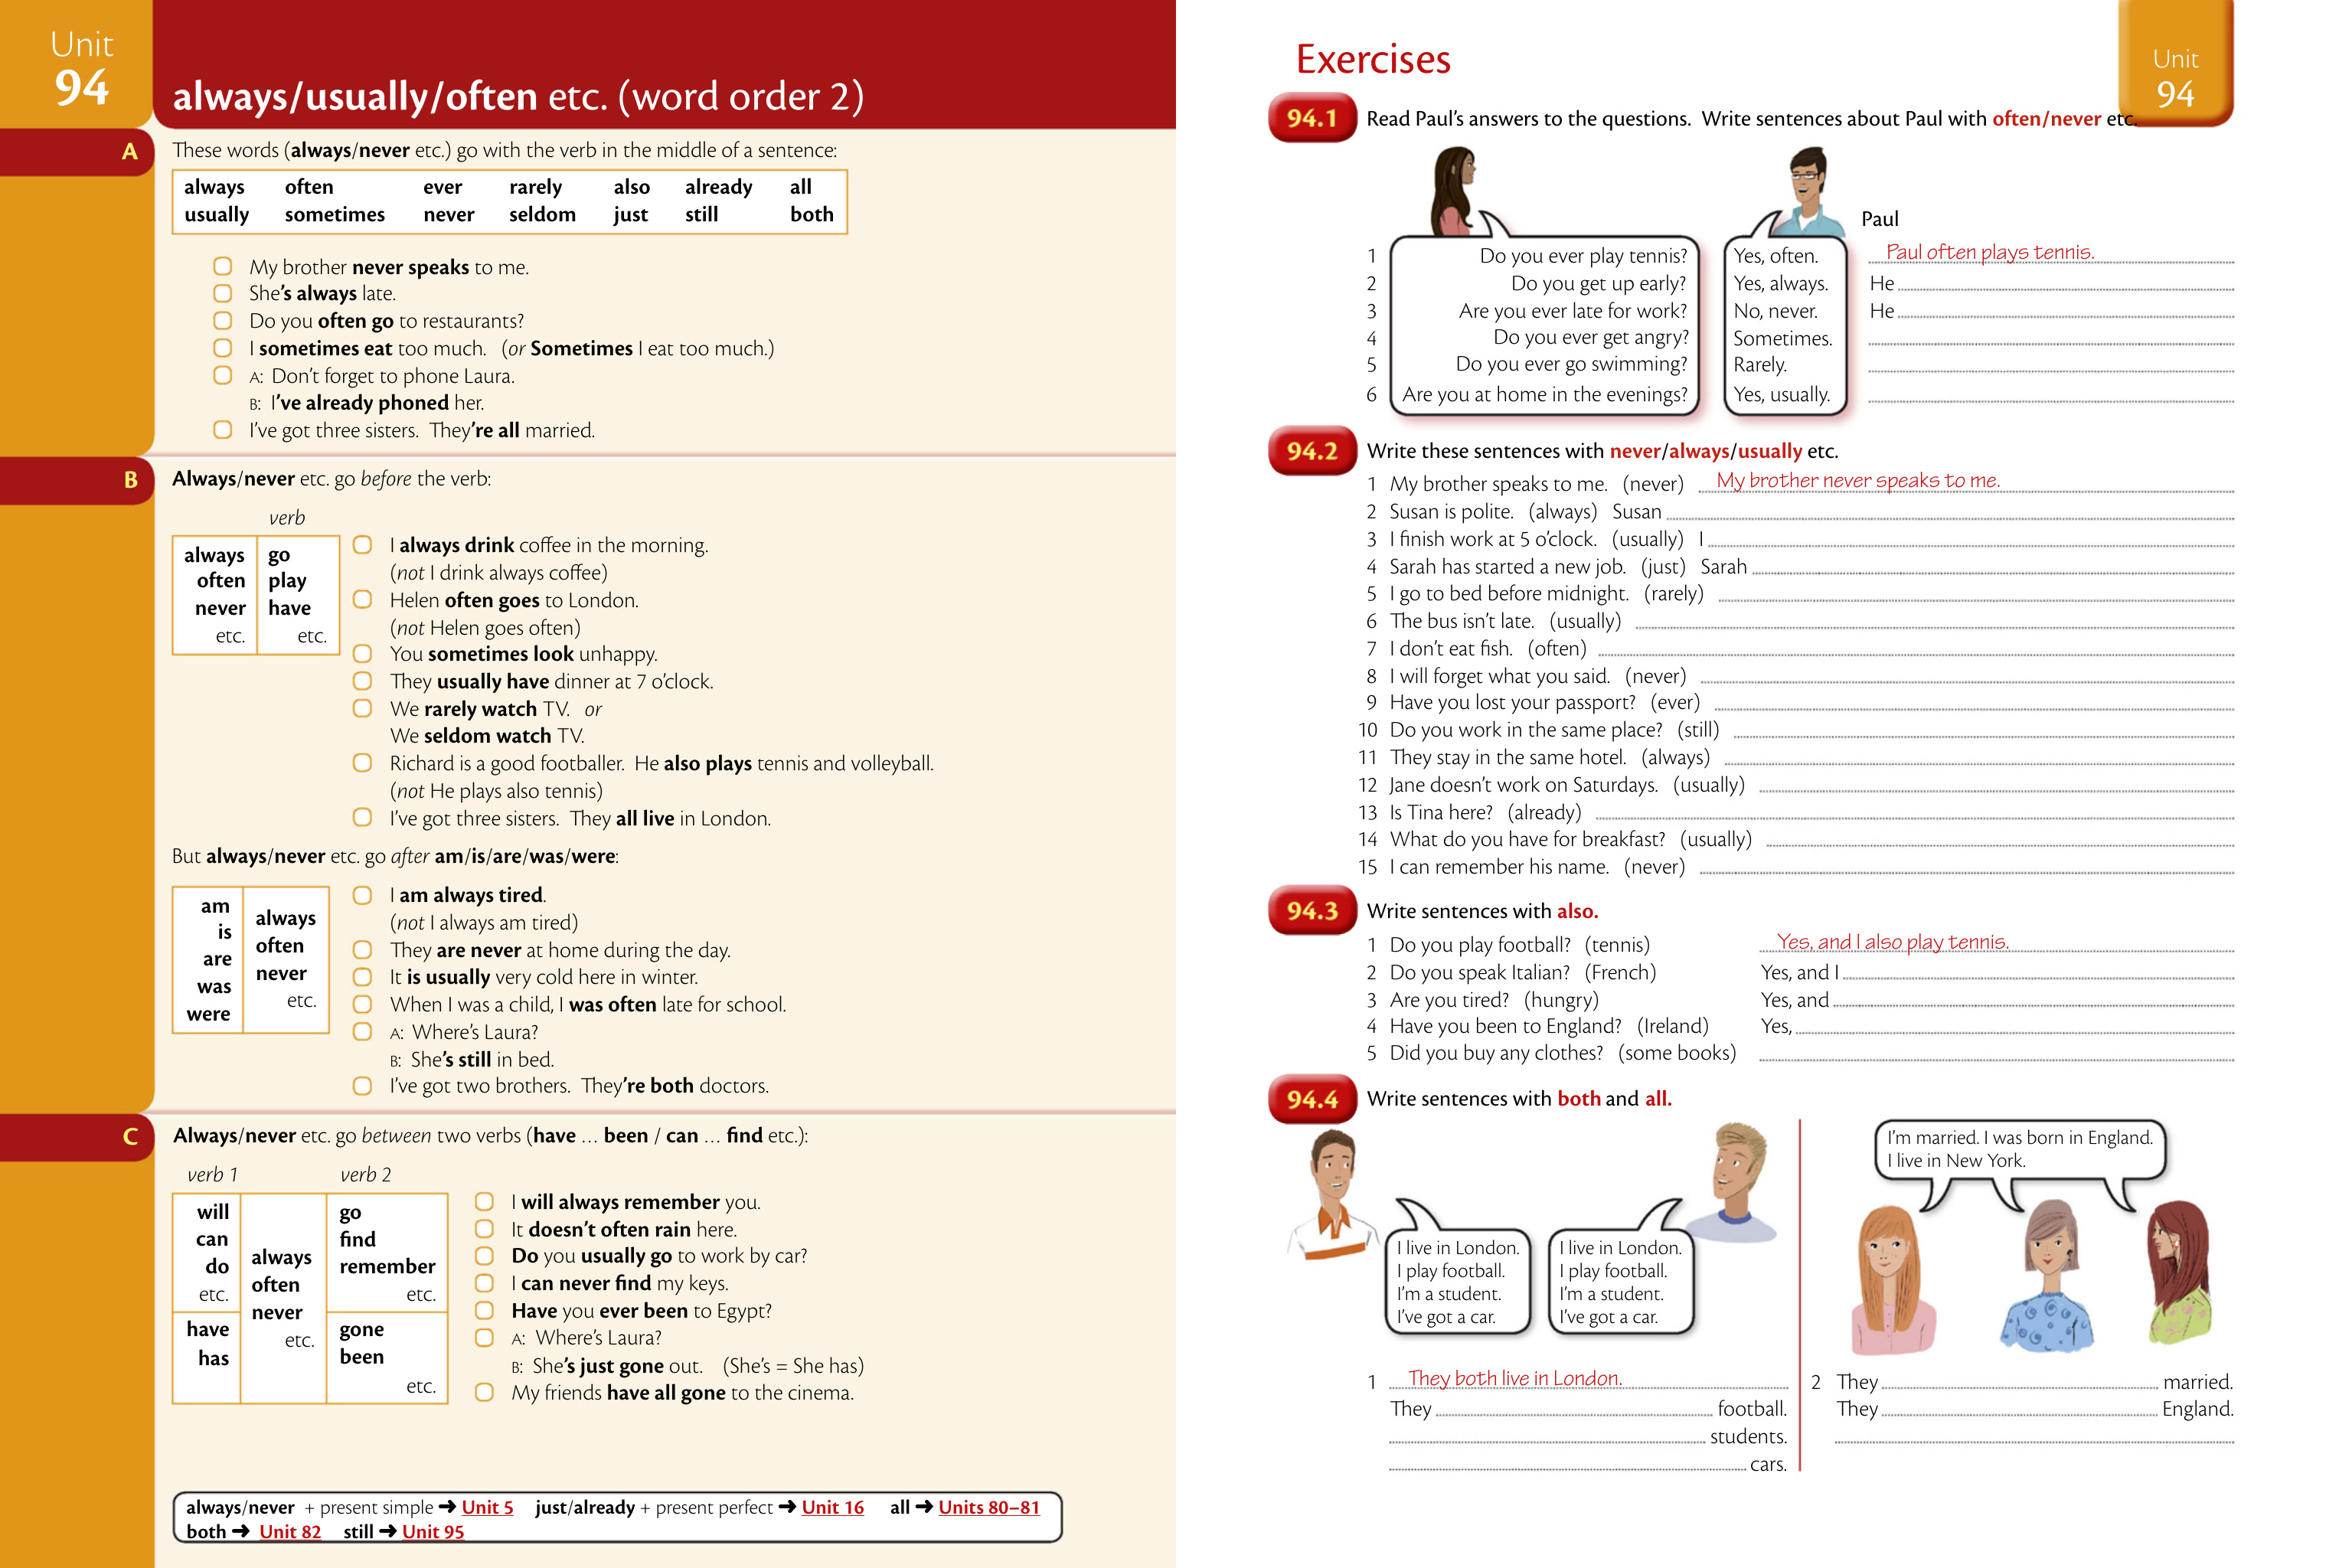 Unit
94
always/usually/often etc. (word order 2)
A
These words (always/never etc.) go with the verb in the middle of a sentence:
always often ever rarely also already all
usually sometimes never seldom just still both
My brother never speaks to me.
She's always late.
Do you often go to restaurants?
I sometimes eat too much. (or Sometimes I eat too much.)
A: Don't forget to phone Laura.
B: I've already phoned her.
I've got three sisters. They're all married.
B
Always/never etc. go before the verb:
verb
always go
often play
never have
etc. etc.
I always drink coffee in the morning.
(not I drink always coffee)
Helen often goes to London.
(not Helen goes often)
You sometimes look unhappy.
They usually have dinner at 7 o'clock.
We rarely watch TV. or
We seldom watch TV.
Richard is a good footballer. He also plays tennis and volleyball.
(not He plays also tennis)
I've got three sisters. They all live in London.
But always/never etc. go after am/is/are/was/were:
am
is
are
was
were
always
often
never
etc.
I am always tired.
(not I always am tired)
They are never at home during the day.
It is usually very cold here in winter.
When I was a child, I was often late for school.
A: Where's Laura?
B: She's still in bed.
I've got two brothers. They're both doctors.
C
Always/never etc. go between two verbs (have … been / can … find etc.):
verb 1 verb 2
will
can
do
etc.
have
has
always
often
never
etc.
go
find
remember
etc.
gone
been
etc.
I will always remember you.
It doesn't often rain here.
Do you usually go to work by car?
I can never find my keys.
Have you ever been to Egypt?
A: Where's Laura?
B: She's just gone out. (She's = She has)
My friends have all gone to the cinema.
always/never + present simple ➜ Unit 5 just/already + present perfect ➜ Unit 16 all ➜ Units 80–81
both ➜ Unit 82 still ➜ Unit 95
Exercises
Unit
94
94.1 Read Paul's answers to the questions. Write sentences about Paul with often/never etc.
Paul
1 Do you ever play tennis? Yes, often. Paul often plays tennis.
2 Do you get up early? Yes, always. He
3 Are you ever late for work? No, never. He
4 Do you ever get angry? Sometimes.
5 Do you ever go swimming? Rarely.
6 Are you at home in the evenings? Yes, usually.
94.2 Write these sentences with never/always/usually etc.
1 My brother speaks to me. (never) My brother never speaks to me.
2 Susan is polite. (always) Susan
3 I finish work at 5 o'clock. (usually) I
4 Sarah has started a new job. (just) Sarah
5 I go to bed before midnight. (rarely)
6 The bus isn't late. (usually)
7 I don't eat fish. (often)
8 I will forget what you said. (never)
9 Have you lost your passport? (ever)
10 Do you work in the same place? (still)
11 They stay in the same hotel. (always)
12 Jane doesn't work on Saturdays. (usually)
13 Is Tina here? (already)
14 What do you have for breakfast? (usually)
15 I can remember his name. (never)
94.3 Write sentences with also.
1 Do you play football? (tennis) Yes, and I also play tennis.
2 Do you speak Italian? (French) Yes, and I
3 Are you tired? (hungry) Yes, and
4 Have you been to England? (Ireland) Yes,
5 Did you buy any clothes? (some books)
94.4 Write sentences with both and all.
I live in London.
I play football.
I'm a student.
I've got a car.
I live in London.
I play football.
I'm a student.
I've got a car.
1 They both live in London.
They football.
students.
cars.
I'm married. I was born in England.
I live in New York.
2 They married.
They England.